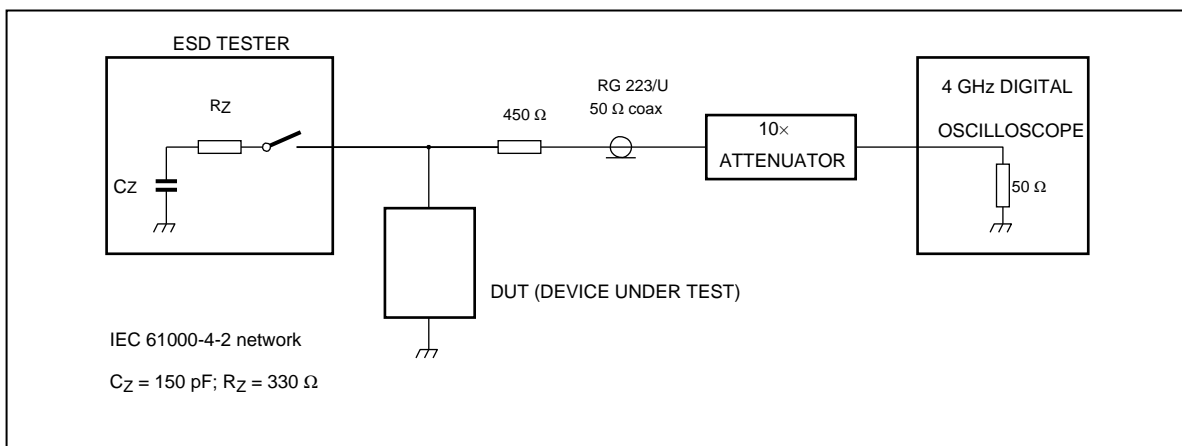 ESD TESTER
RZ
CZ
450 Ω
RG 223/U
50 Ω coax
10×
ATTENUATOR
4 GHz DIGITAL
OSCILLOSCOPE
50 Ω
DUT (DEVICE UNDER TEST)
IEC 61000-4-2 network
CZ = 150 pF; RZ = 330 Ω